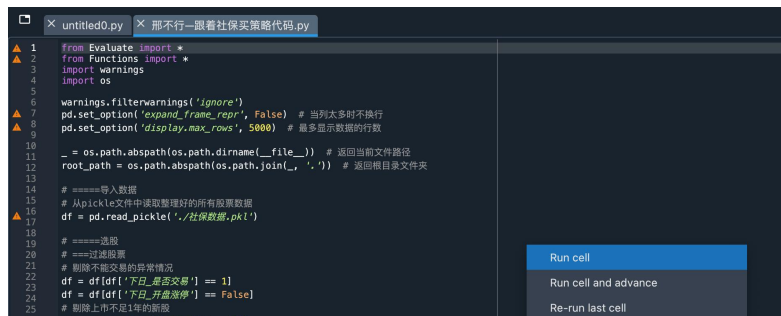 untitled0.py
邢不行—跟着社保买策略代码.py
1 from Evaluate import *
2 from Functions import *
3 import warnings
4 import os
5
6 warnings.filterwarnings('ignore')
7 pd.set_option('expand_frame_repr', False) # 当列太多时不换行
8 pd.set_option('display.max_rows', 5000) # 最多显示数据的行数
9
10 _ = os.path.abspath(os.path.dirname(__file__)) # 返回当前文件路径
11 root_path = os.path.abspath(os.path.join(_, '.')) # 返回根目录文件夹
12
13
14 # =====导入数据
15 # 从pickle文件中读取整理好的所有股票数据
16 df = pd.read_pickle('./社保数据.pkl')
17
18
19 # =====选股
20 # ===过滤股票
21 # 剔除不能交易的异常情况
22 df = df[df['下日_是否交易'] == 1]
23 df = df[df['下日_开盘涨停'] == False]
24 # 剔除上市不足1年的新股
25
Run cell
Run cell and advance
Re-run last cell